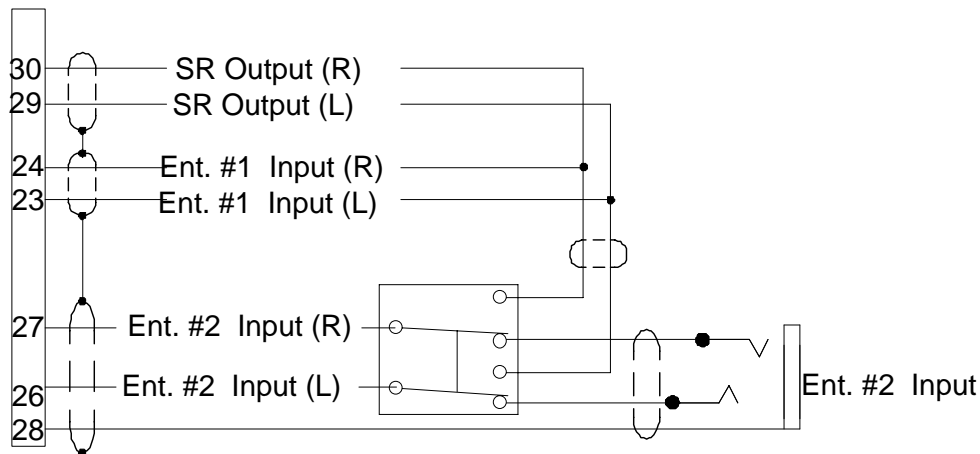 30 SR Output (R)
29 SR Output (L)
24 Ent. #1 Input (R)
23 Ent. #1 Input (L)
27 Ent. #2 Input (R)
26 Ent. #2 Input (L)
Ent. #2 Input
28